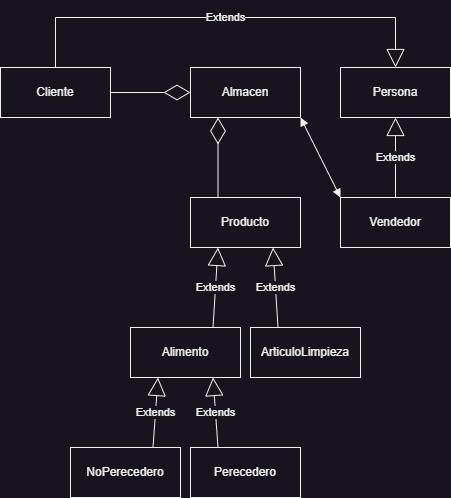 Extends
Cliente
Almacen
Persona
Extends
Producto
Vendedor
Extends
Extends
Alimento
ArticuloLimpieza
Extends
Extends
NoPerecedero
Perecedero